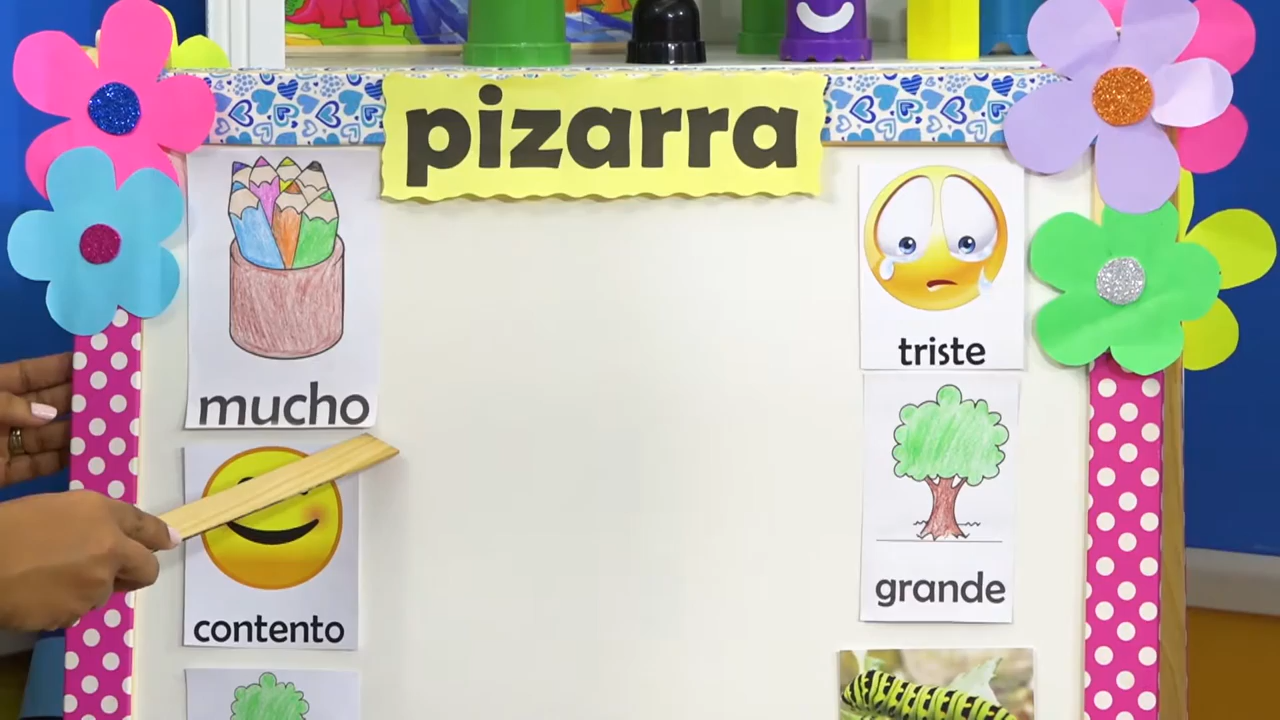 pizarra
mucho
contento
triste
grande